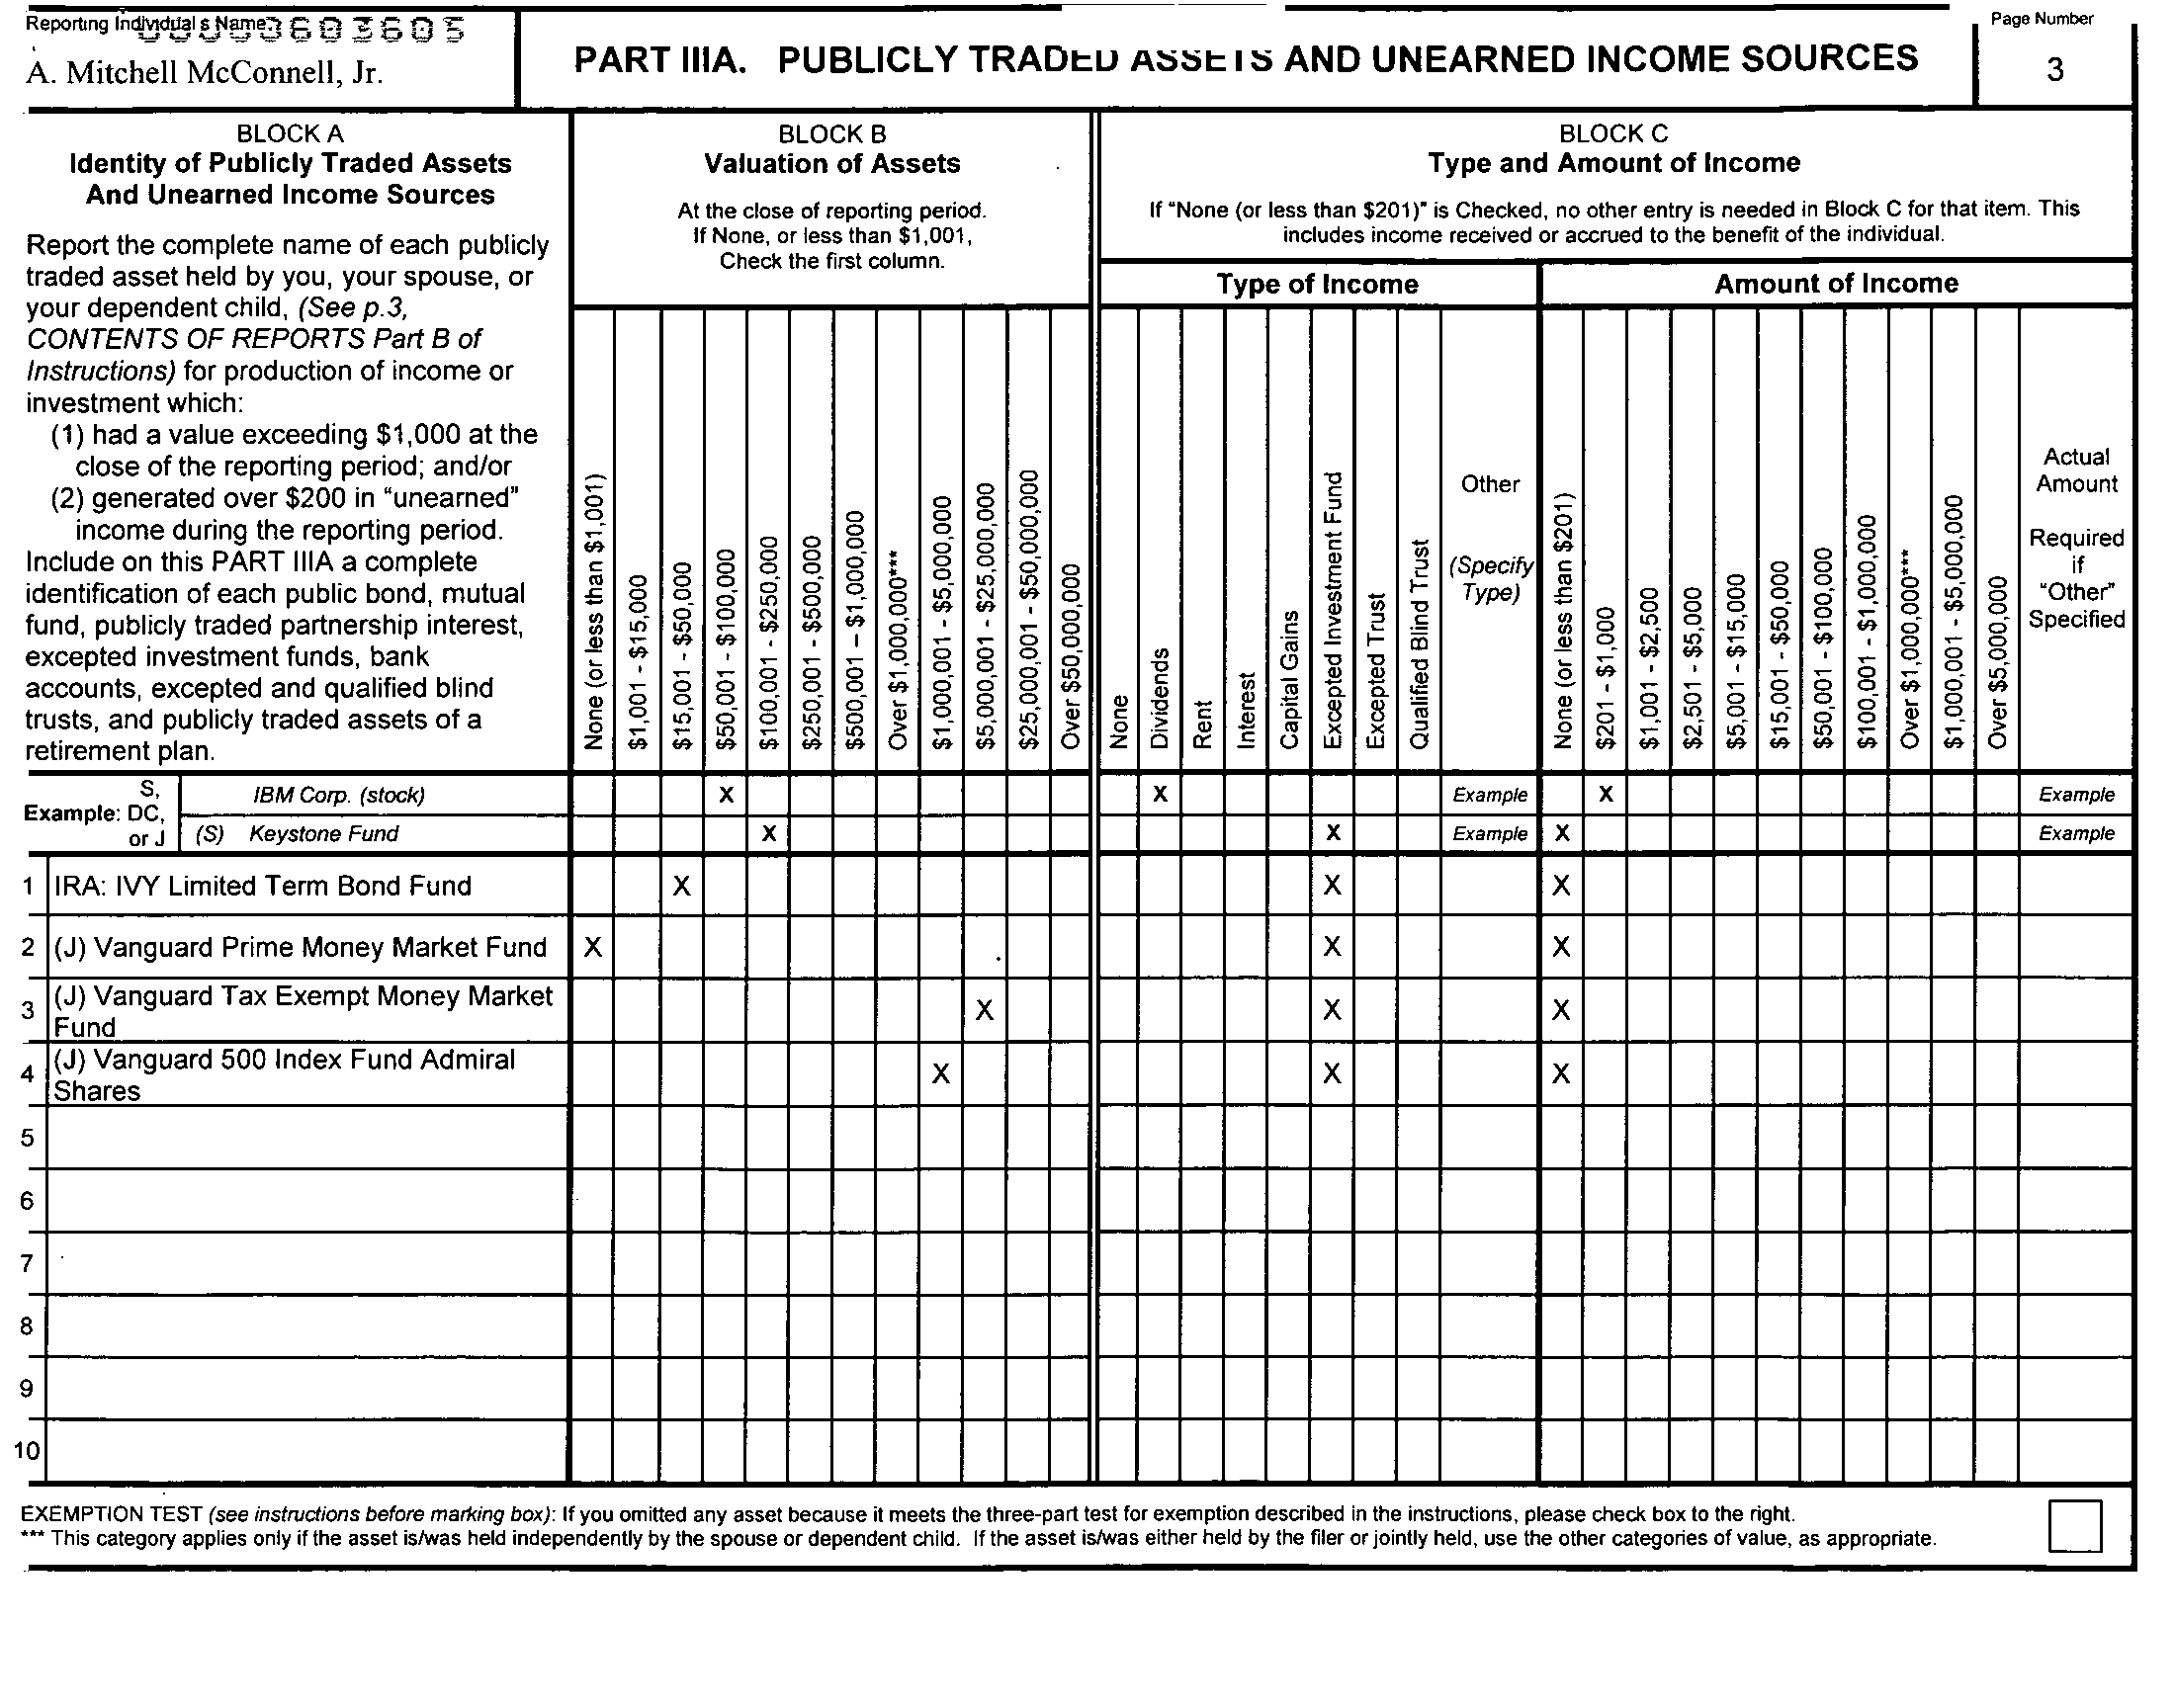 Reporting Individual s Name
A. Mitchell McConnell, Jr.
PART IIIA. PUBLICLY TRADED ASSETS AND UNEARNED INCOME SOURCES
Page Number
3
BLOCK A
Identity of Publicly Traded Assets
And Unearned Income Sources
Report the complete name of each publicly
traded asset held by you, your spouse, or
your dependent child, (See p.3,
CONTENTS OF REPORTS Part B of
Instructions) for production of income or
investment which:
(1) had a value exceeding $1,000 at the
close of the reporting period; and/or
(2) generated over $200 in “unearned”
income during the reporting period.
Include on this PART IIIA a complete
identification of each public bond, mutual
fund, publicly traded partnership interest,
excepted investment funds, bank
accounts, excepted and qualified blind
trusts, and publicly traded assets of a
retirement plan.
BLOCK B
Valuation of Assets
At the close of reporting period.
If None, or less than $1,001,
Check the first column.
None (or less than $1,001)
$1,001 - $15,000
$15,001 - $50,000
$50,001 - $100,000
$100,001 - $250,000
$250,001 - $500,000
$500,001 – $1,000,000
Over $1,000,000***
$1,000,001 - $5,000,000
$5,000,001 - $25,000,000
$25,000,001 - $50,000,000
Over $50,000,000
BLOCK C
Type and Amount of Income
If “None (or less than $201)” is Checked, no other entry is needed in Block C for that item. This
includes income received or accrued to the benefit of the individual.
Type of Income
None
Dividends
Rent
Interest
Capital Gains
Excepted Investment Fund
Excepted Trust
Qualified Blind Trust
Other
(Specify
Type)
Amount of Income
None (or less than $201)
$201 - $1,000
$1,001 - $2,500
$2,501 - $5,000
$5,001 - $15,000
$15,001 - $50,000
$50,001 - $100,000
$100,001 - $1,000,000
Over $1,000,000***
$1,000,001 - $5,000,000
Over $5,000,000
Actual
Amount
Required
if
“Other”
Specified
Example:
S,
DC,
or J
IBM Corp. (stock) X X Example X Example
(S) Keystone Fund X X Example X Example
1 IRA: IVY Limited Term Bond Fund X X X
2 (J) Vanguard Prime Money Market Fund X X X
3 (J) Vanguard Tax Exempt Money Market
Fund X X X
4 (J) Vanguard 500 Index Fund Admiral
Shares X X X
5
6
7
8
9
10
EXEMPTION TEST (see instructions before marking box): If you omitted any asset because it meets the three-part test for exemption described in the instructions, please check box to the right.
*** This category applies only if the asset is/was held independently by the spouse or dependent child. If the asset is/was either held by the filer or jointly held, use the other categories of value, as appropriate.